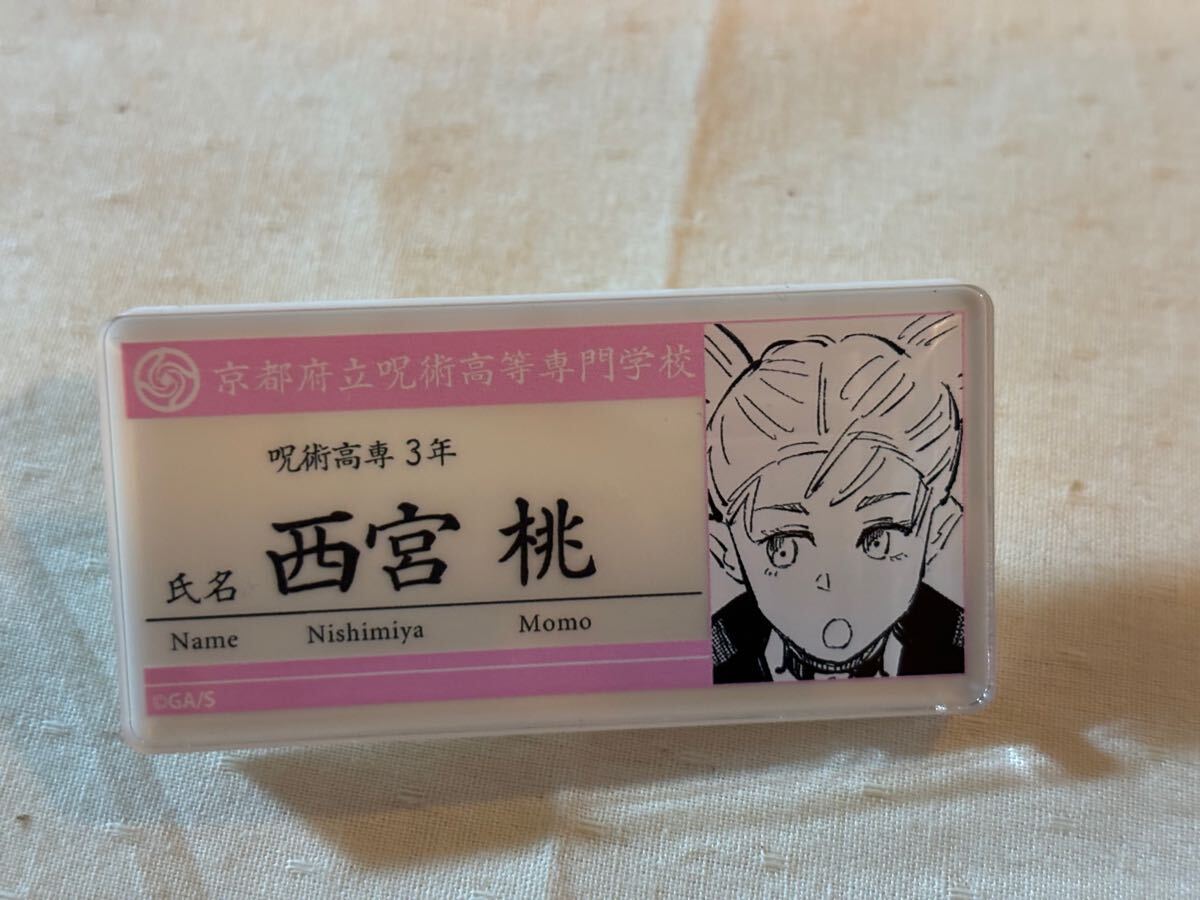 京都府立呪術高等専門学校
呪術高専 3年
氏名 西宮 桃
Name Nishimiya Momo
©GA/S